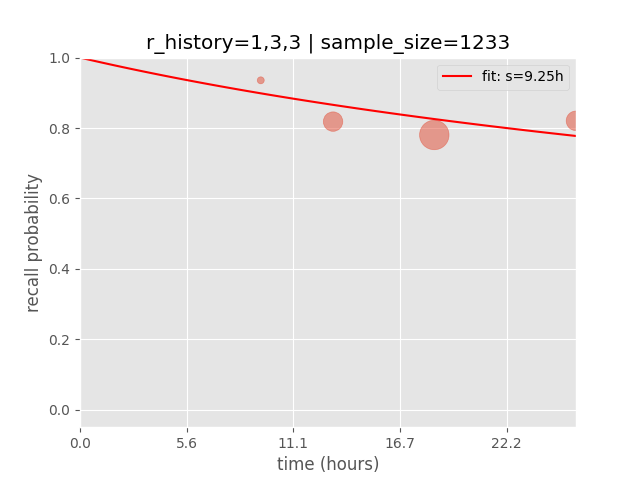 r_history=1,3,3 | sample_size=1233
fit: s=9.25h
1.0
0.8
0.6
0.4
0.2
0.0
recall probability
0.0 5.6 11.1 16.7 22.2
time (hours)